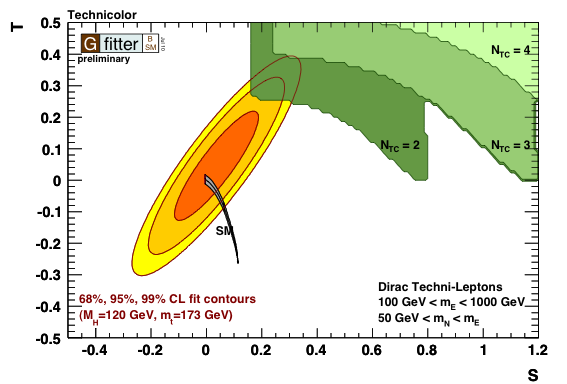 Technicolor
T
G fitter B SM Jul 10
preliminary
0.5
0.4
0.3
0.2
0.1
0
-0.1
-0.2
-0.3
-0.4
-0.5
N_TC = 4
N_TC = 2
N_TC = 3
SM
68%, 95%, 99% CL fit contours
(M_H=120 GeV, m_t=173 GeV)
Dirac Techni-Leptons
100 GeV < m_E < 1000 GeV
50 GeV < m_N < m_E
-0.4 -0.2 0 0.2 0.4 0.6 0.8 1 1.2
S